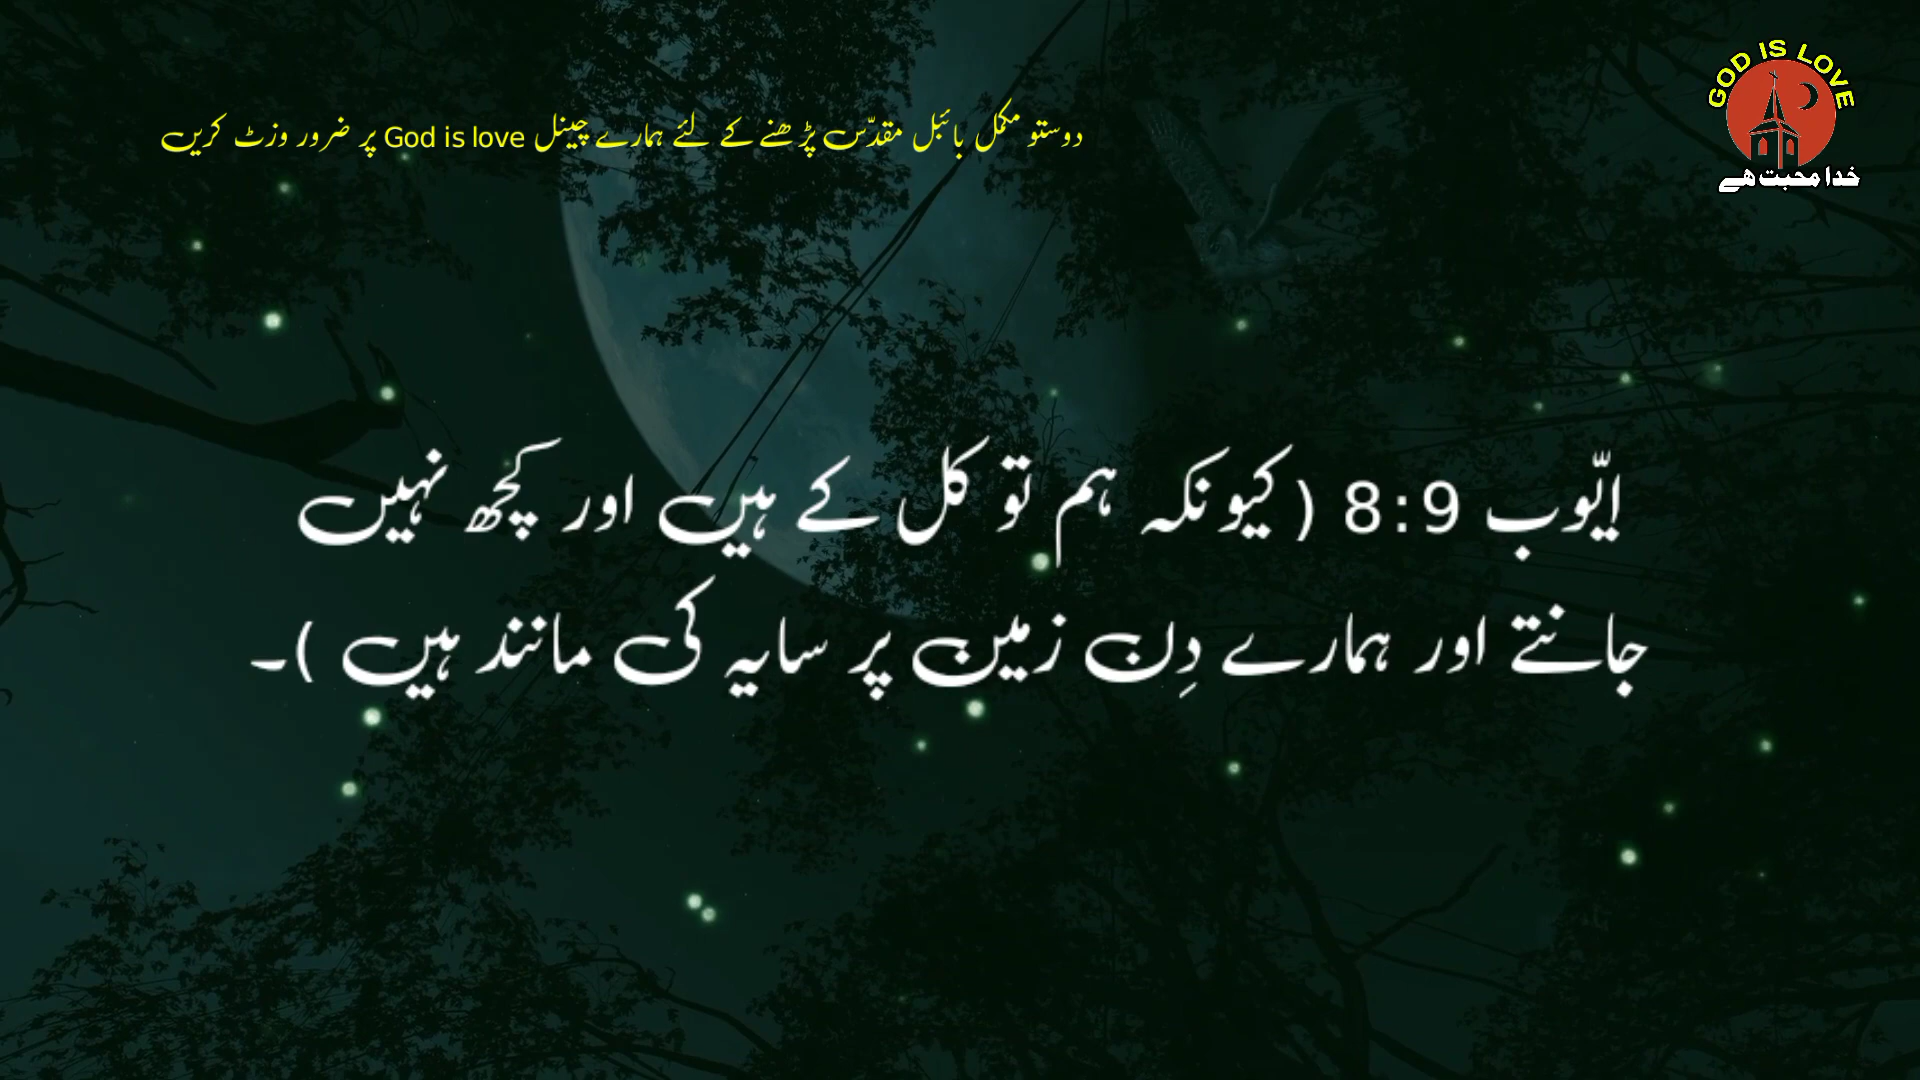 GOD IS LOVE
خدا محبت ھے
دوستو مکمل بائبل مقدّس پڑھنے کے لئے ہمارے چینل God is love پر ضرور وزٹ کریں
ایّوب 8:9 ( کیونکہ ہم تو کل کے ہیں اور کچھ نہیں
جانتے اور ہمارے دِن زمین پر سایہ کی مانند ہیں )۔